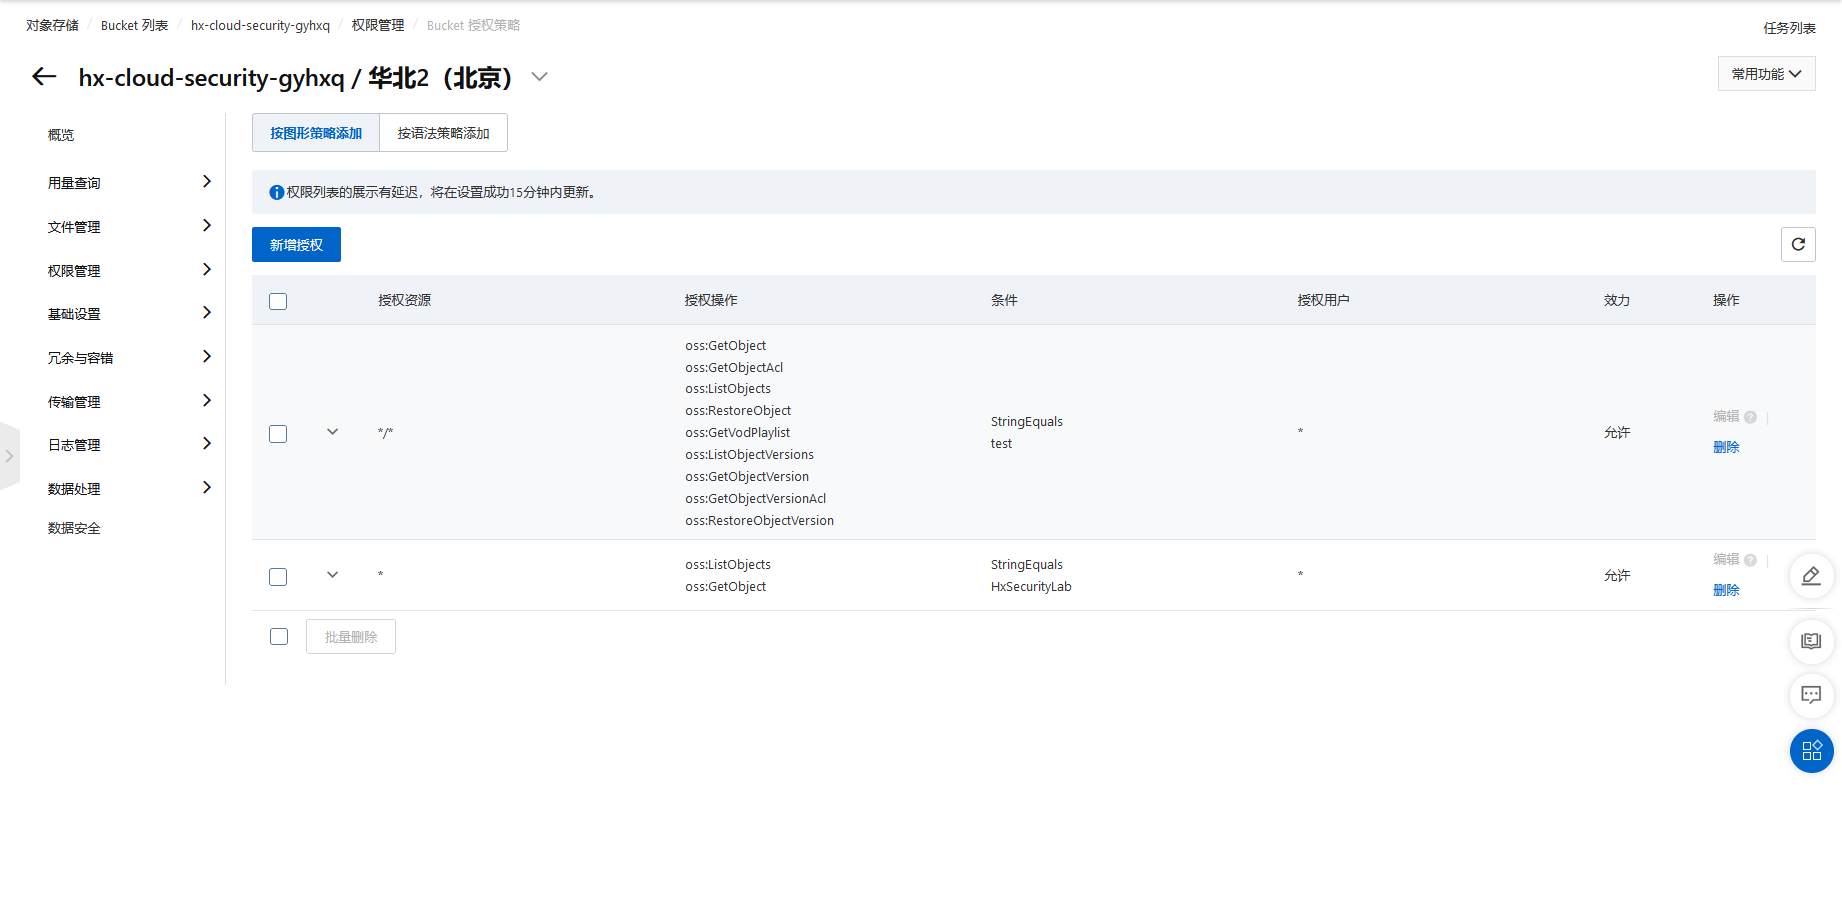 对象存储 / Bucket 列表 / hx-cloud-security-gyhxq / 权限管理 / Bucket 授权策略
任务列表
hx-cloud-security-gyhxq / 华北2（北京）
常用功能
概览
用量查询
文件管理
权限管理
基础设置
冗余与容错
传输管理
日志管理
数据处理
数据安全
按图形策略添加 按语法策略添加
权限列表的展示有延迟，将在设置成功15分钟内更新。
新增授权
授权资源 授权操作 条件 授权用户 效力 操作
*/*
oss:GetObject
oss:GetObjectAcl
oss:ListObjects
oss:RestoreObject
oss:GetVodPlaylist
oss:ListObjectVersions
oss:GetObjectVersion
oss:GetObjectVersionAcl
oss:RestoreObjectVersion
StringEquals
test
*
允许
编辑
删除
*
oss:ListObjects
oss:GetObject
StringEquals
HxSecurityLab
*
允许
编辑
删除
批量删除